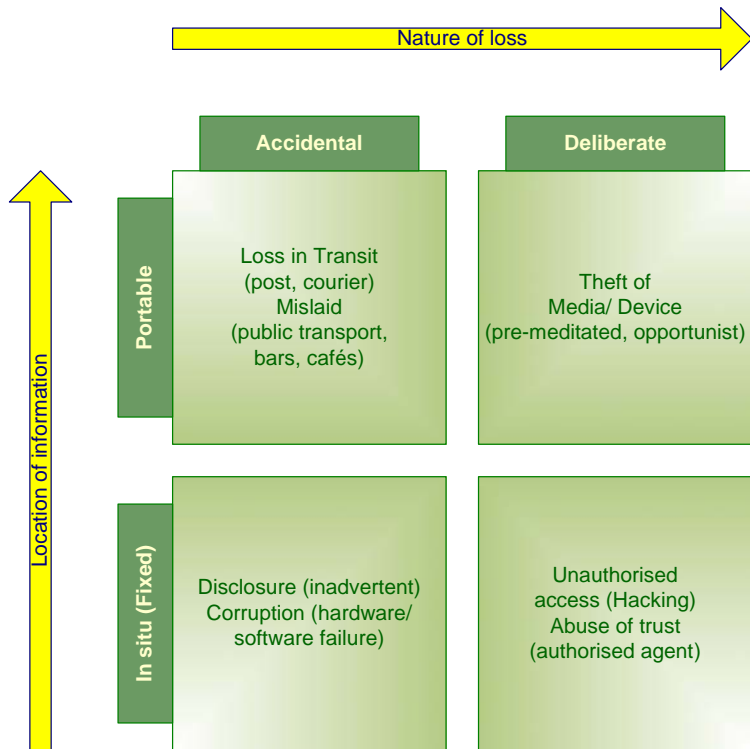 Nature of loss
Accidental
Deliberate
Location of information
Portable
Loss in Transit
(post, courier)
Mislaid
(public transport,
bars, cafés)
Theft of
Media/ Device
(pre-meditated, opportunist)
In situ (Fixed)
Disclosure (inadvertent)
Corruption (hardware/
software failure)
Unauthorised
access (Hacking)
Abuse of trust
(authorised agent)